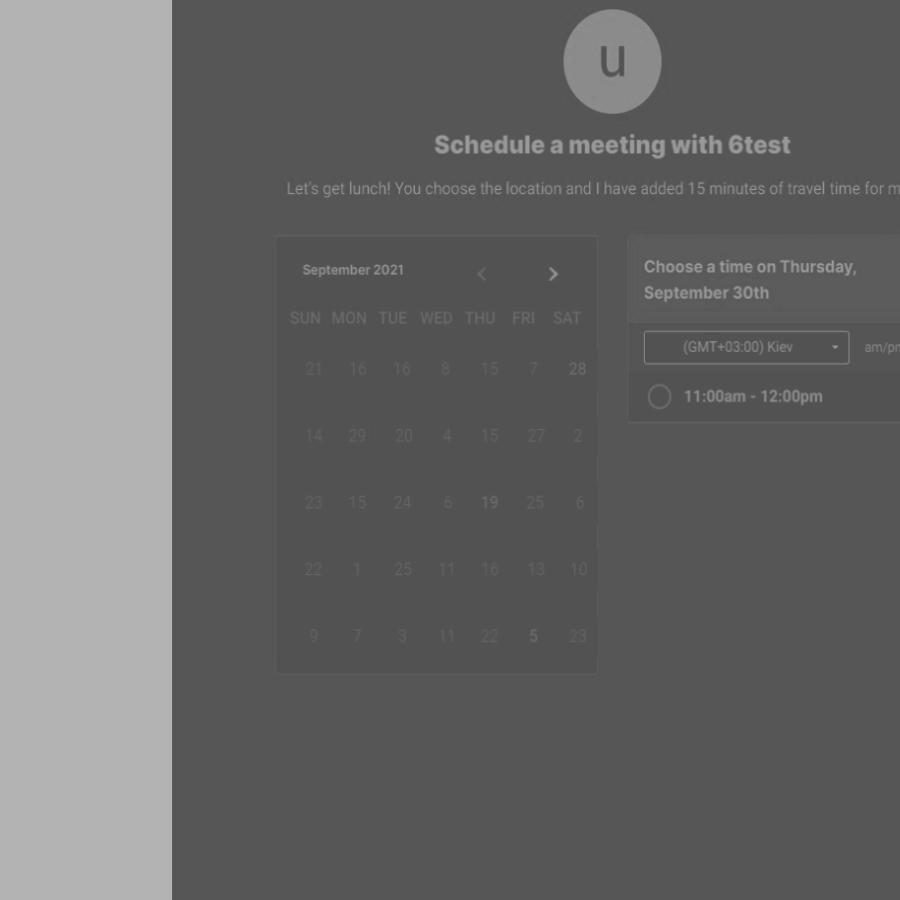 u
Schedule a meeting with 6test
Let's get lunch! You choose the location and I have added 15 minutes of travel time for m
September 2021
SUN MON TUE WED THU FRI SAT
21 16 16 8 15 7 28
14 29 20 4 15 27 2
23 15 24 6 19 25 6
22 1 25 11 16 13 10
9 7 3 11 22 5 23
Choose a time on Thursday,
September 30th
(GMT+03:00) Kiev
am/pm
11:00am - 12:00pm